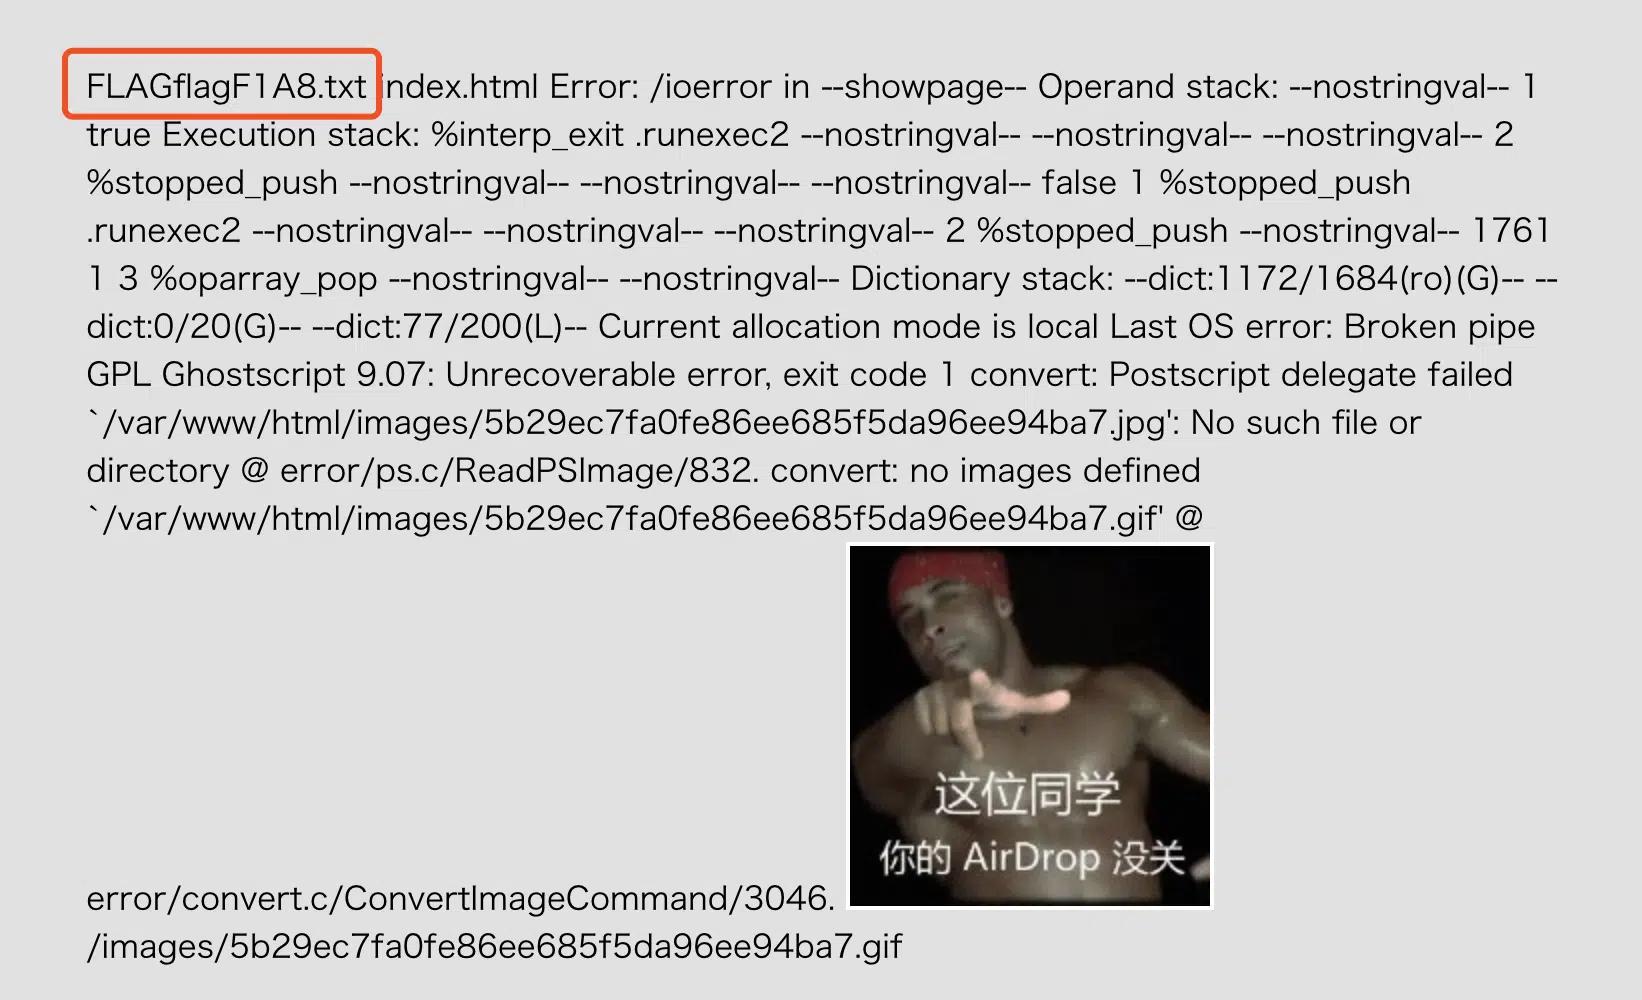 FLAGflagF1A8.txt index.html Error: /ioerror in --showpage-- Operand stack: --nostringval-- 1
true Execution stack: %interp_exit .runexec2 --nostringval-- --nostringval-- --nostringval-- 2
%stopped_push --nostringval-- --nostringval-- --nostringval-- false 1 %stopped_push
.runexec2 --nostringval-- --nostringval-- --nostringval-- 2 %stopped_push --nostringval-- 1761
1 3 %oparray_pop --nostringval-- --nostringval-- Dictionary stack: --dict:1172/1684(ro)(G)-- --
dict:0/20(G)-- --dict:77/200(L)-- Current allocation mode is local Last OS error: Broken pipe
GPL Ghostscript 9.07: Unrecoverable error, exit code 1 convert: Postscript delegate failed
`/var/www/html/images/5b29ec7fa0fe86ee685f5da96ee94ba7.jpg': No such file or
directory @ error/ps.c/ReadPSImage/832. convert: no images defined
`/var/www/html/images/5b29ec7fa0fe86ee685f5da96ee94ba7.gif' @
这位同学
你的 AirDrop 没关
error/convert.c/ConvertImageCommand/3046.
/images/5b29ec7fa0fe86ee685f5da96ee94ba7.gif